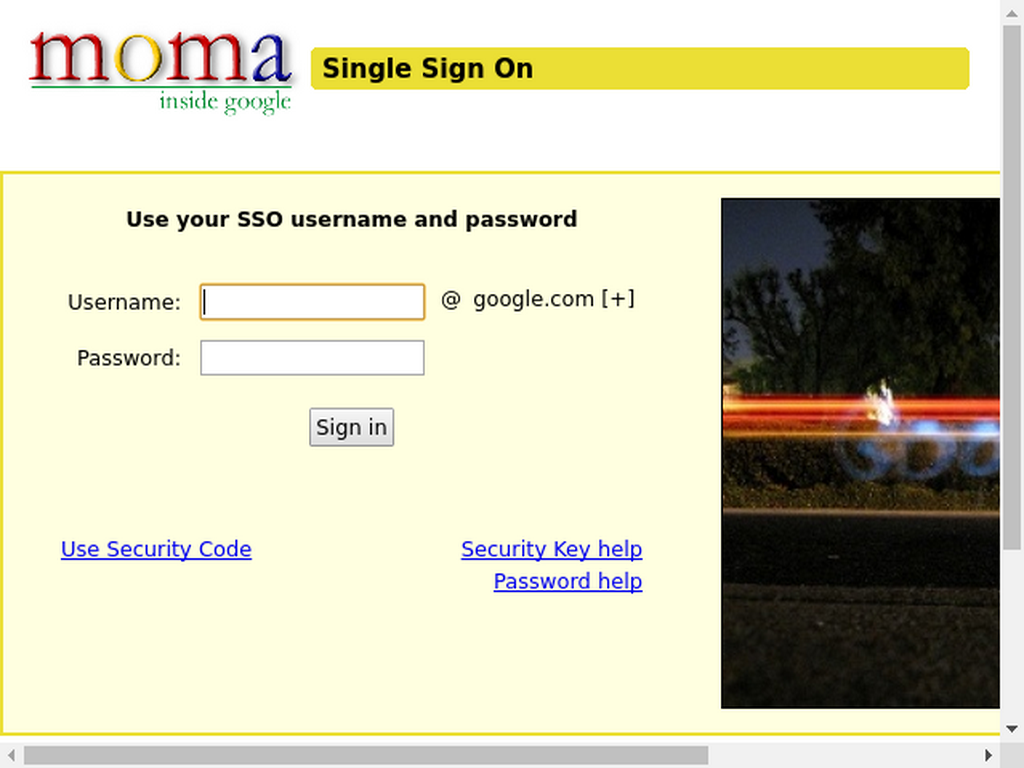 moma
inside google
Single Sign On
Use your SSO username and password
Username:
@ google.com [+]
Password:
Sign in
Use Security Code
Security Key help
Password help